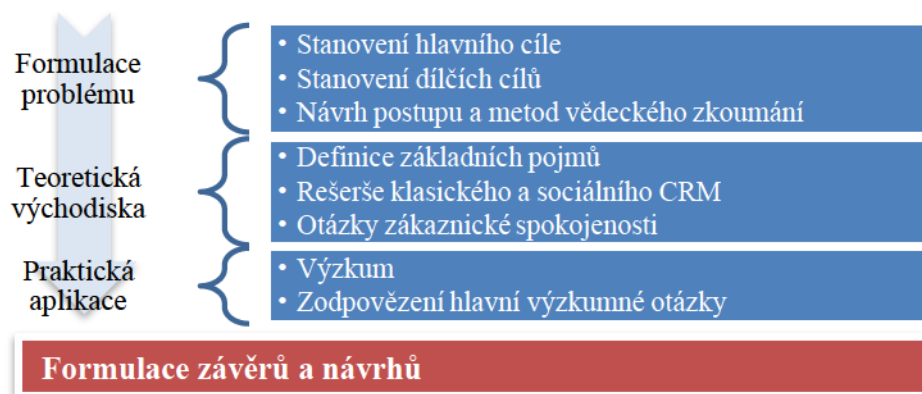 Formulace
problému
• Stanovení hlavního cíle
• Stanovení dílčích cílů
• Návrh postupu a metod vědeckého zkoumání
Teoretická
východiska
• Definice základních pojmů
• Rešerše klasického a sociálního CRM
• Otázky zákaznické spokojenosti
Praktická
aplikace
• Výzkum
• Zodpovězení hlavní výzkumné otázky
Formulace závěrů a návrhů